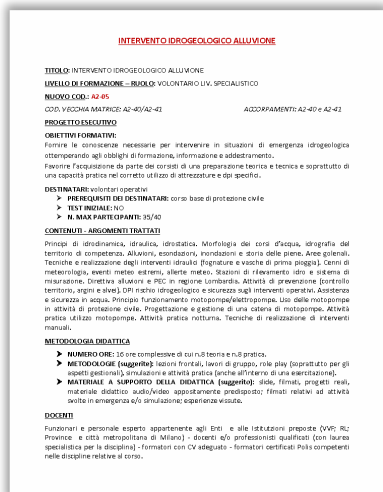 INTERVENTO IDROGEOLOGICO ALLUVIONE
TITOLO: INTERVENTO IDROGEOLOGICO ALLUVIONE
LIVELLO DI FORMAZIONE – RUOLO: VOLONTARIO LIV. SPECIALISTICO
NUOVO COD.: A2-05
COD. VECCHIA MATRICE: A2-40/A2-41 ACCORPAMENTI: A2-40 e A2-41
PROGETTO ESECUTIVO
OBIETTIVI FORMATIVI:
Fornire le conoscenze necessarie per intervenire in situazioni di emergenza idrogeologica
ottemperando agli obblighi di formazione, informazione e addestramento.
Favorire l'acquisizione da parte dei corsisti di una preparazione teorica e tecnica e soprattutto di
una capacità pratica nel corretto utilizzo di attrezzature e dpi specifici.
DESTINATARI: volontari operativi
➤ PREREQUISITI DEI DESTINATARI: corso base di protezione civile
➤ TEST INIZIALE: NO
➤ N. MAX PARTECIPANTI: 35/40
CONTENUTI - ARGOMENTI TRATTATI
Principi di idrodinamica, idraulica, idrostatica. Morfologia dei corsi d'acqua, idrografia del
territorio di competenza. Alluvioni, esondazioni, inondazioni e storia delle piene. Aree golenali.
Tecniche e realizzazione degli interventi idraulici (fognature e vasche di prima pioggia). Cenni di
meteorologia, eventi meteo estremi, allerte meteo. Stazioni di rilevamento idro e sistema di
misurazione. Direttiva alluvioni e PEC in regione Lombardia. Attività di prevenzione (controllo
territorio, argini e alvei). DPI rischio idrogeologico e sicurezza sugli interventi operativi. Assistenza
e sicurezza in acqua. Principio funzionamento motopompe/elettropompe. Uso delle motopompe
in attività di protezione civile. Progettazione e gestione di una catena di motopompe. Attività
pratica utilizzo motopompe. Attività pratica notturna. Tecniche di realizzazione di interventi
manuali.
METODOLOGIA DIDATTICA
➤ NUMERO ORE: 16 ore complessive di cui n.8 teoria e n.8 pratica.
➤ METODOLOGIE (suggerite): lezioni frontali, lavori di gruppo, role play (soprattutto per gli
aspetti gestionali), simulazione e attività pratica (anche all'interno di una esercitazione).
➤ MATERIALE A SUPPORTO DELLA DIDATTICA (suggerito): slide, filmati, progetti reali,
materiale didattico audio/video appositamente predisposto; filmati relativi ad attività
svolte in emergenza e/o simulazione; esperienze vissute.
DOCENTI
Funzionari e personale esperto appartenente agli Enti e alle Istituzioni preposte (VVF; RL;
Province e città metropolitana di Milano) - docenti e/o professionisti qualificati (con laurea
specialistica per la disciplina) - formatori con CV adeguato - formatori certificati Polis competenti
nelle discipline relative al corso.